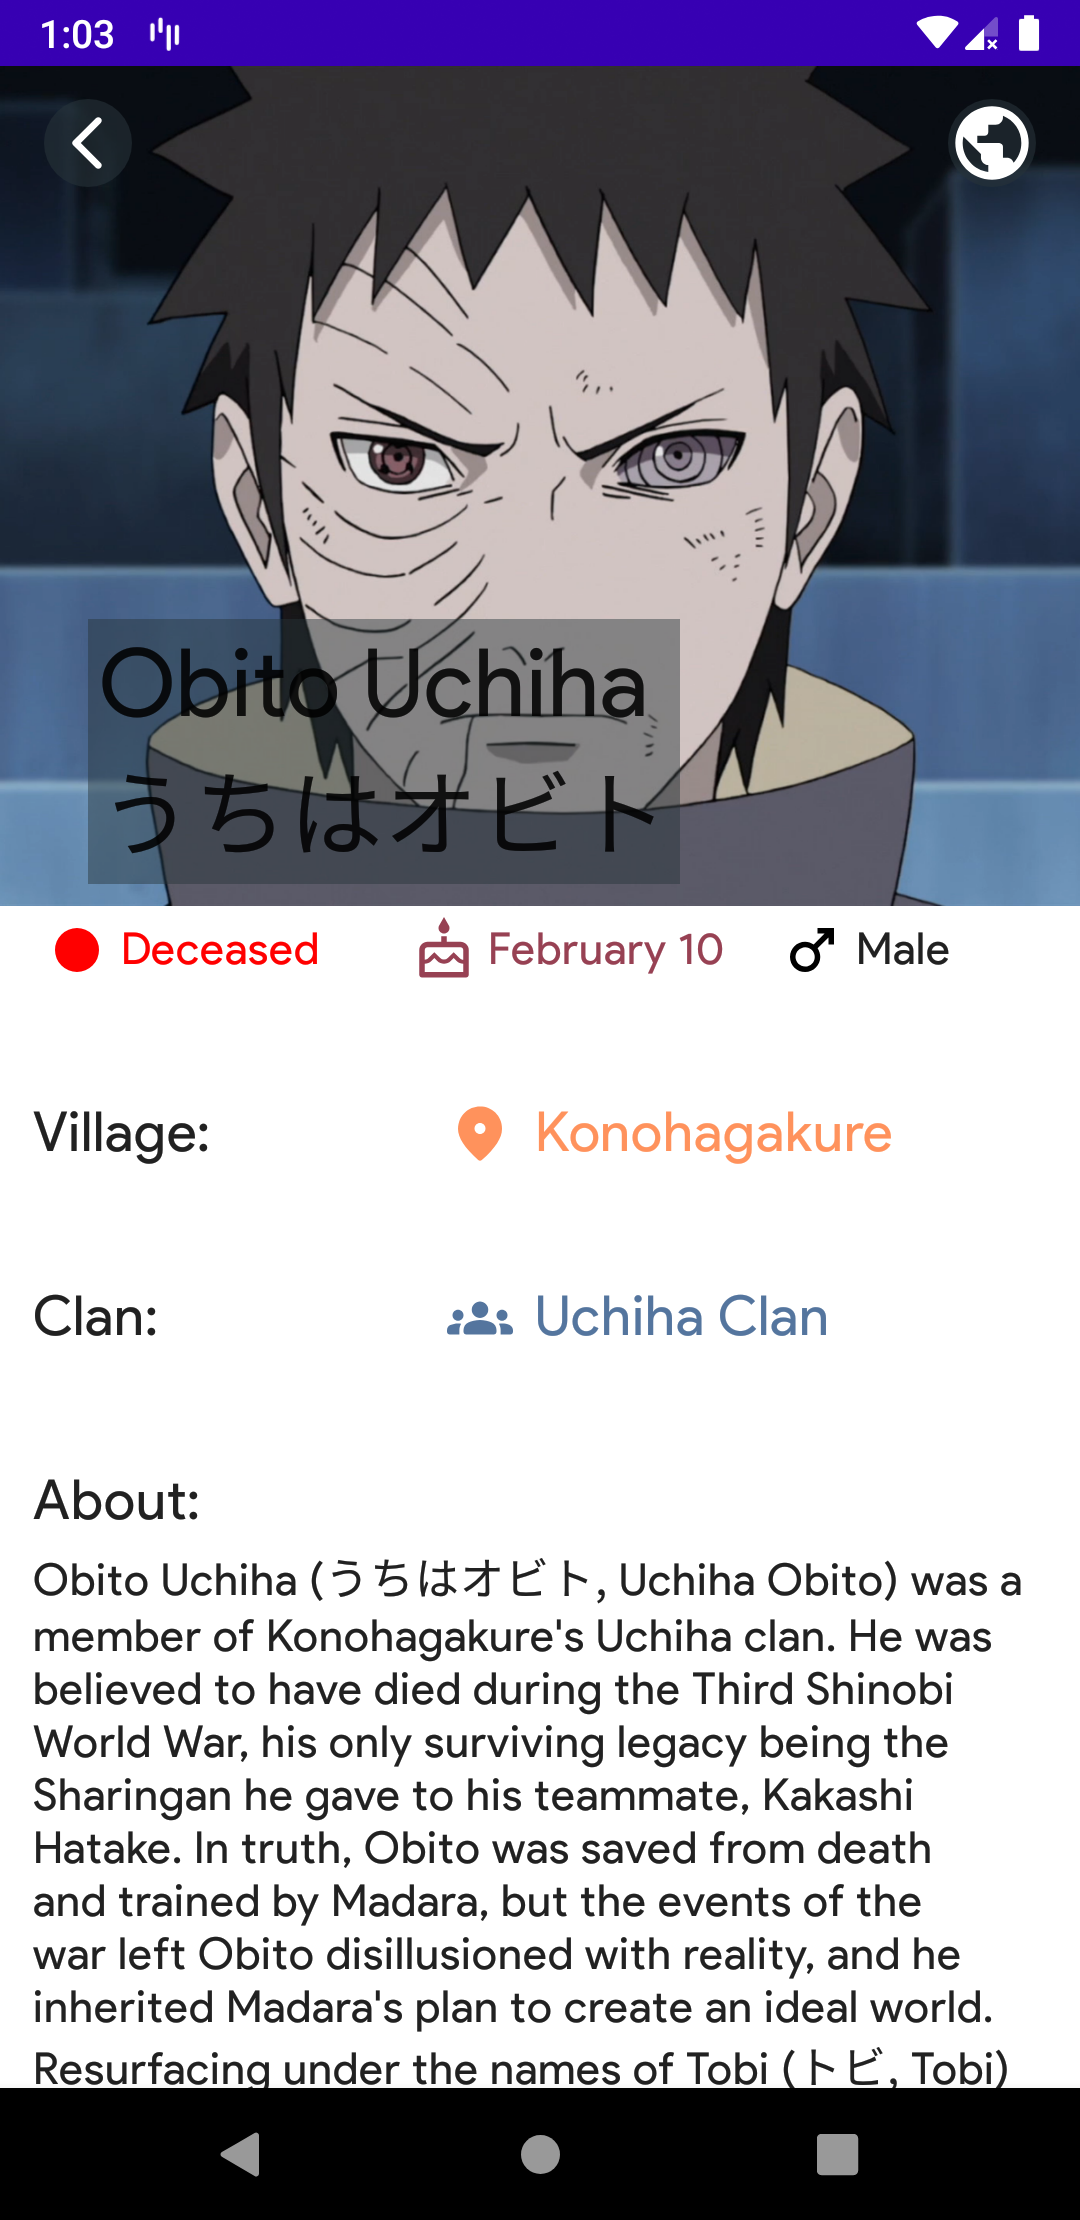 1:03
Obito Uchiha
うちはオビト
Deceased
February 10
Male
Village:
Konohagakure
Clan:
Uchiha Clan
About:
Obito Uchiha (うちはオビト, Uchiha Obito) was a
member of Konohagakure's Uchiha clan. He was
believed to have died during the Third Shinobi
World War, his only surviving legacy being the
Sharingan he gave to his teammate, Kakashi
Hatake. In truth, Obito was saved from death
and trained by Madara, but the events of the
war left Obito disillusioned with reality, and he
inherited Madara's plan to create an ideal world.
Resurfacing under the names of Tobi (トビ, Tobi)